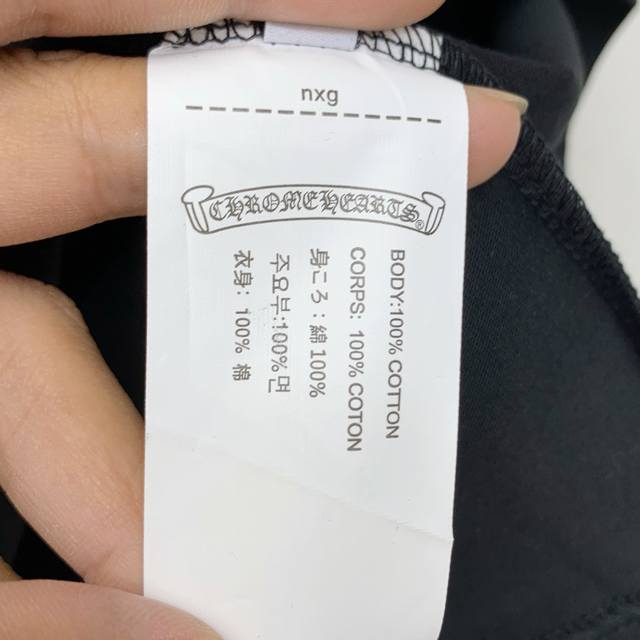 nxg
CHROMEHEARTS®
BODY:100% COTTON
CORPS: 100% COTON
身ころ：綿 100%
주요부:100%면
衣身: 100% 棉